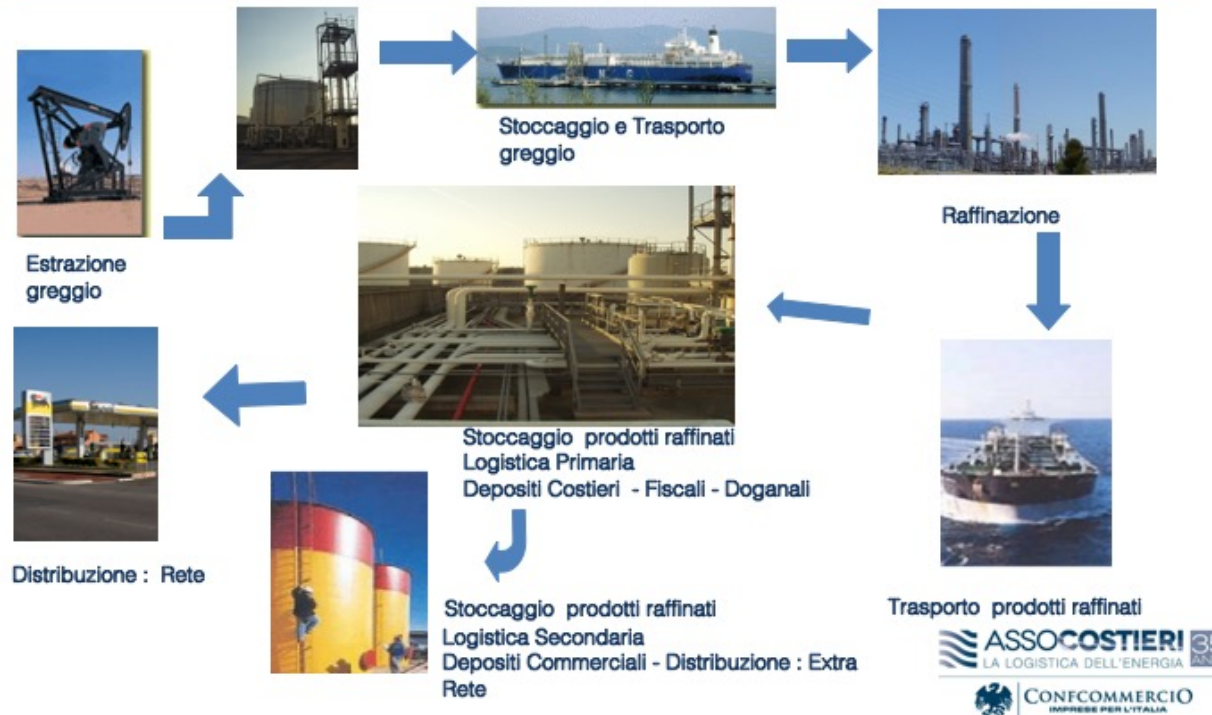 Stoccaggio e Trasporto
greggio
Raffinazione
Estrazione
greggio
Stoccaggio prodotti raffinati
Logistica Primaria
Depositi Costieri - Fiscali - Doganali
Distribuzione : Rete
Stoccaggio prodotti raffinati
Logistica Secondaria
Depositi Commerciali - Distribuzione : Extra
Rete
Trasporto prodotti raffinati
ASSOCOSTIERI
LA LOGISTICA DELL'ENERGIA
CONFCOMMERCIO
IMPRESE PER L'ITALIA